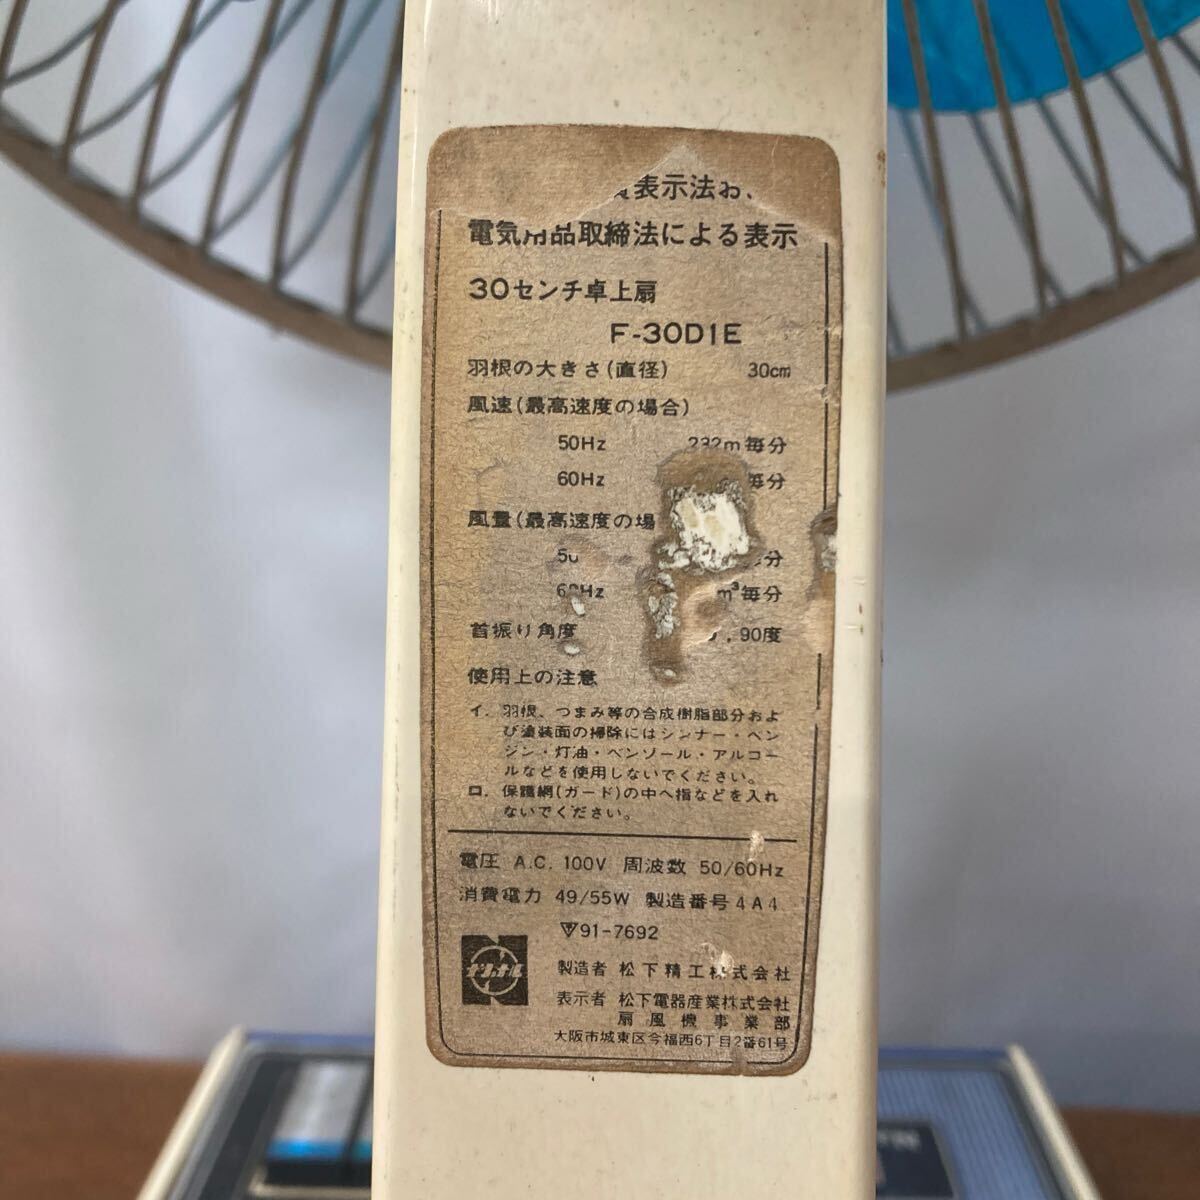 表示法お
電気用品取締法による表示
30センチ卓上扇
F-30D1E
羽根の大きさ(直径) 30cm
風速(最高速度の場合)
50Hz 232m毎分
60Hz 毎分
風量(最高速度の場
50 分
60Hz m³毎分
首振り角度 , 90度
使用上の注意
イ. 羽根、つまみ等の合成樹脂部分およ
び塗装面の掃除にはシンナー・ベン
ジン・灯油・ベンゾール・アルコー
ルなどを使用しないでください。
ロ. 保護網(ガード)の中へ指などを入れ
ないでください。
電圧 A.C. 100V 周波数 50/60Hz
消費電力 49/55W 製造番号 4A4
91-7692
ナショナル
製造者 松下精工株式会社
表示者 松下電器産業株式会社
扇風機事業部
大阪市城東区今福西6丁目2番61号